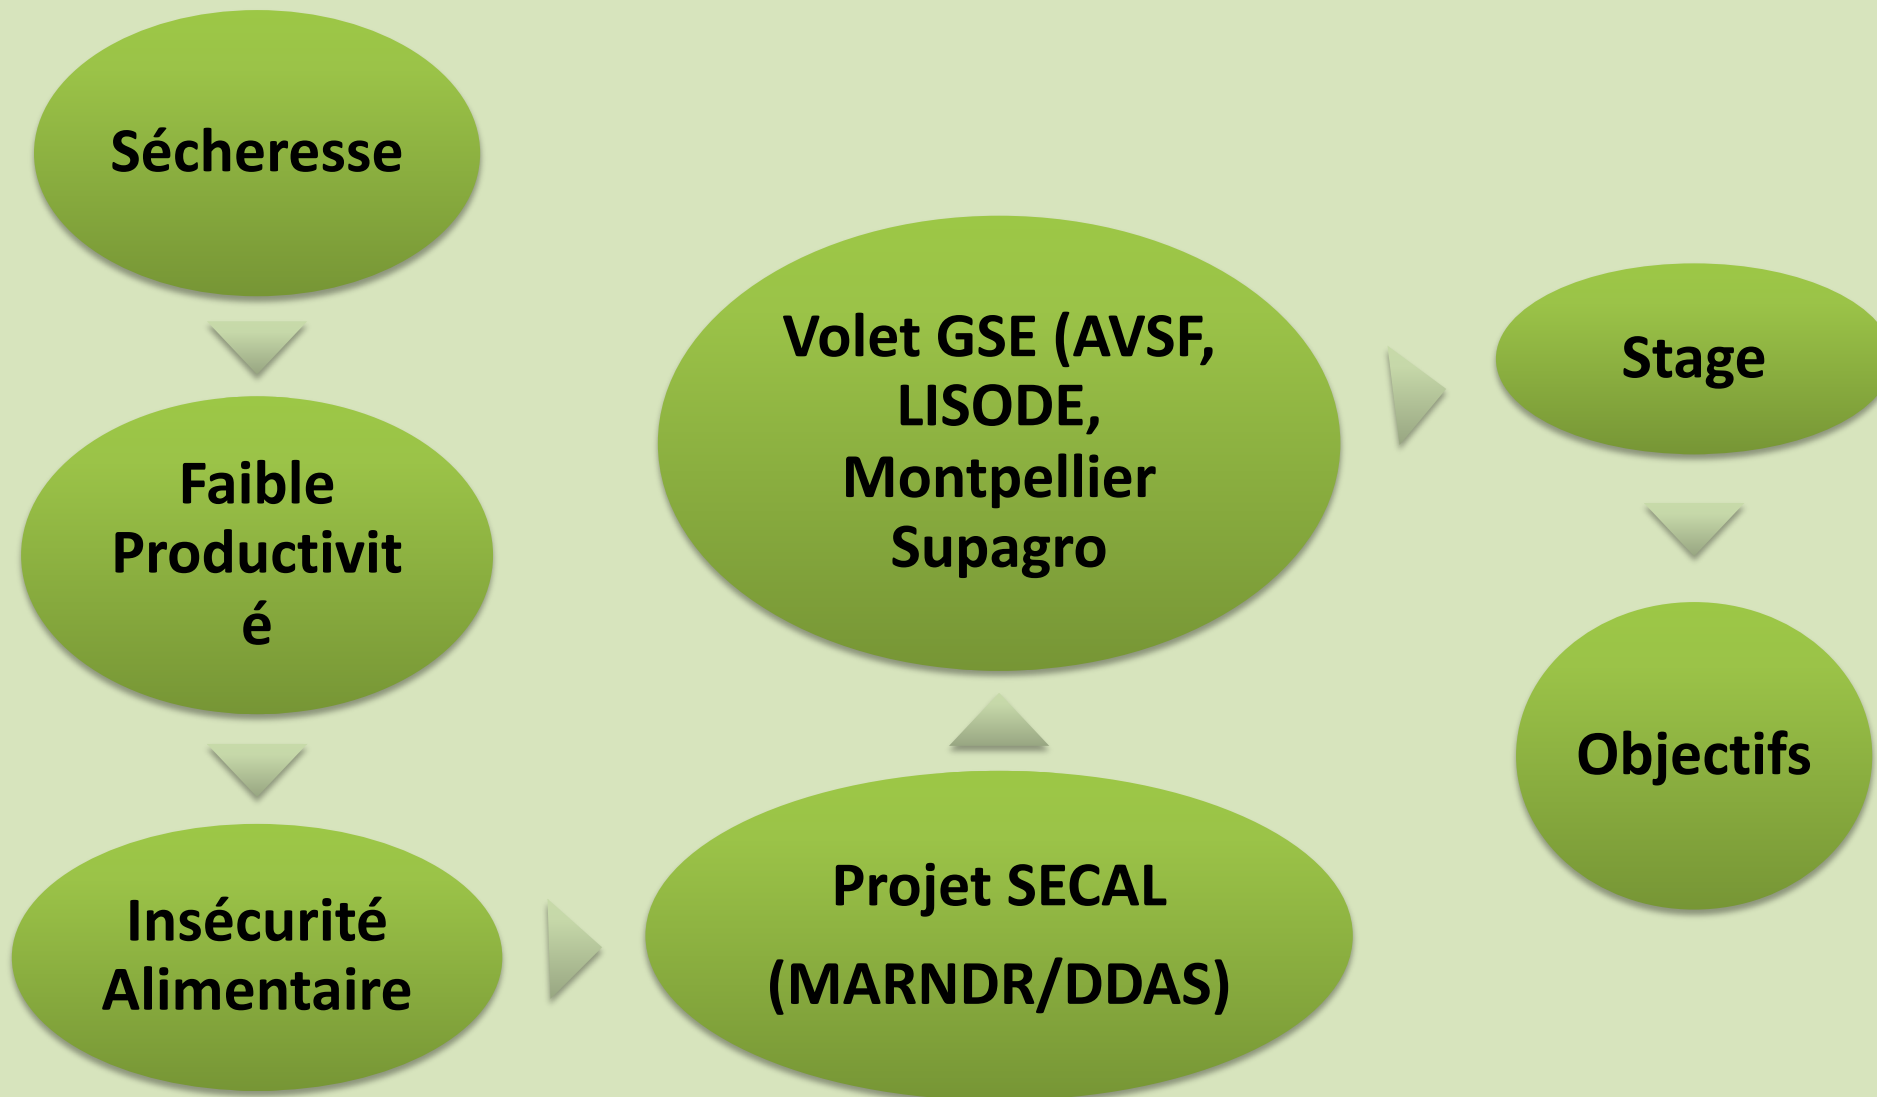 Sécheresse
Faible
Productivit
é
Insécurité
Alimentaire
Projet SECAL
(MARNDR/DDAS)
Volet GSE (AVSF,
LISODE,
Montpellier
Supagro
Stage
Objectifs